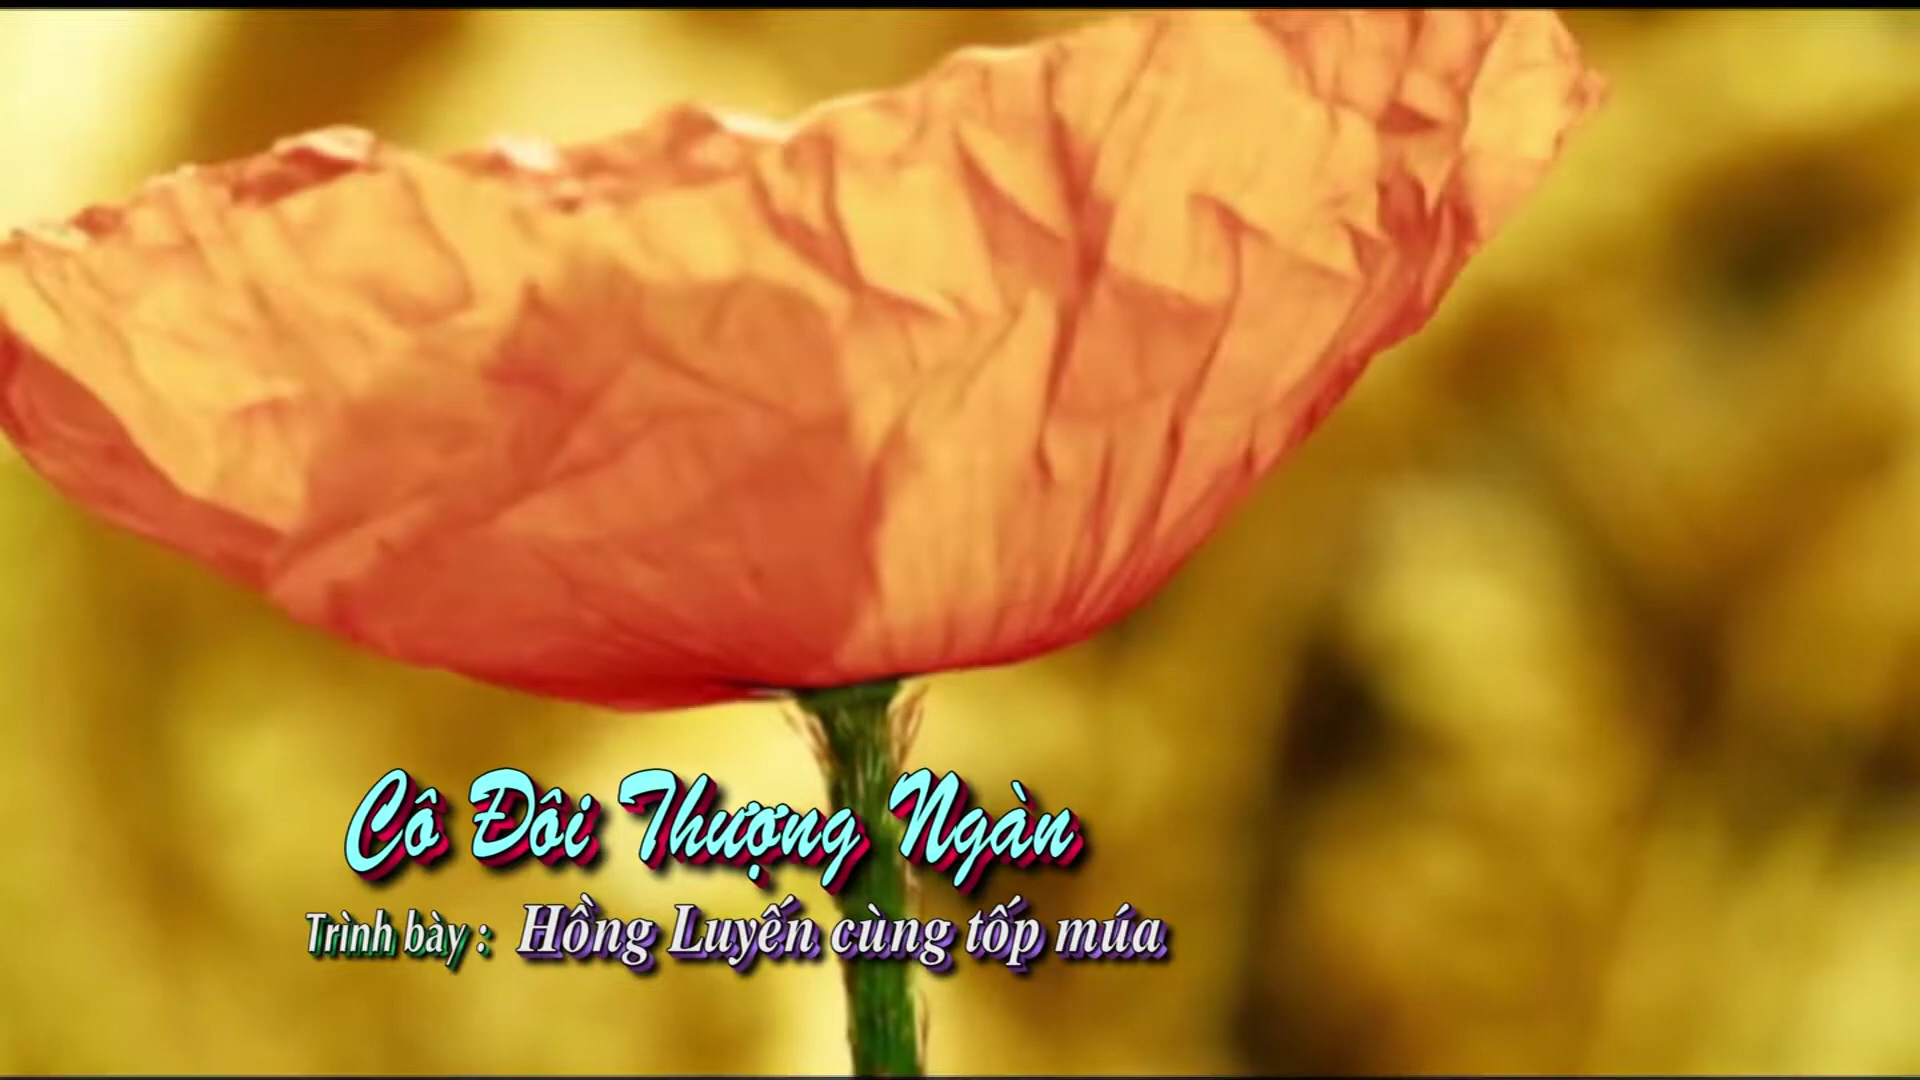 Cô Đôi Thượng Ngàn
Trình bày : Hồng Luyến cùng tốp múa